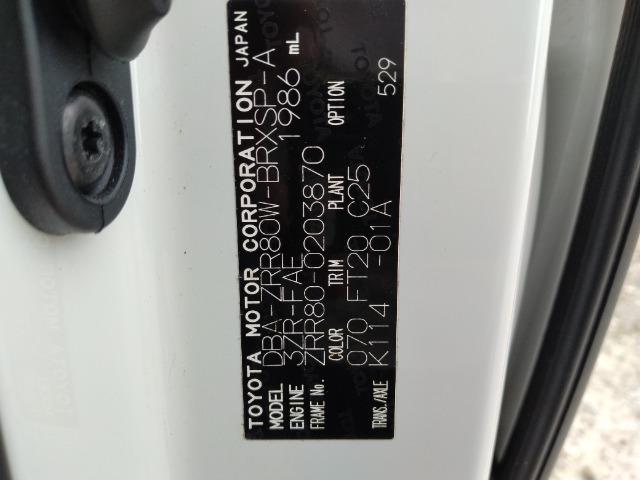 TOYOTA MOTOR CORPORATION JAPAN
MODEL DBA-ZRR80W-BRXSP-A
ENGINE 3ZR-FAE 1986 mL
FRAME No. ZRR80-0203870
COLOR TRIM PLANT OPTION
070 FT20 C25
TRANS./AXLE K114 -01A 529